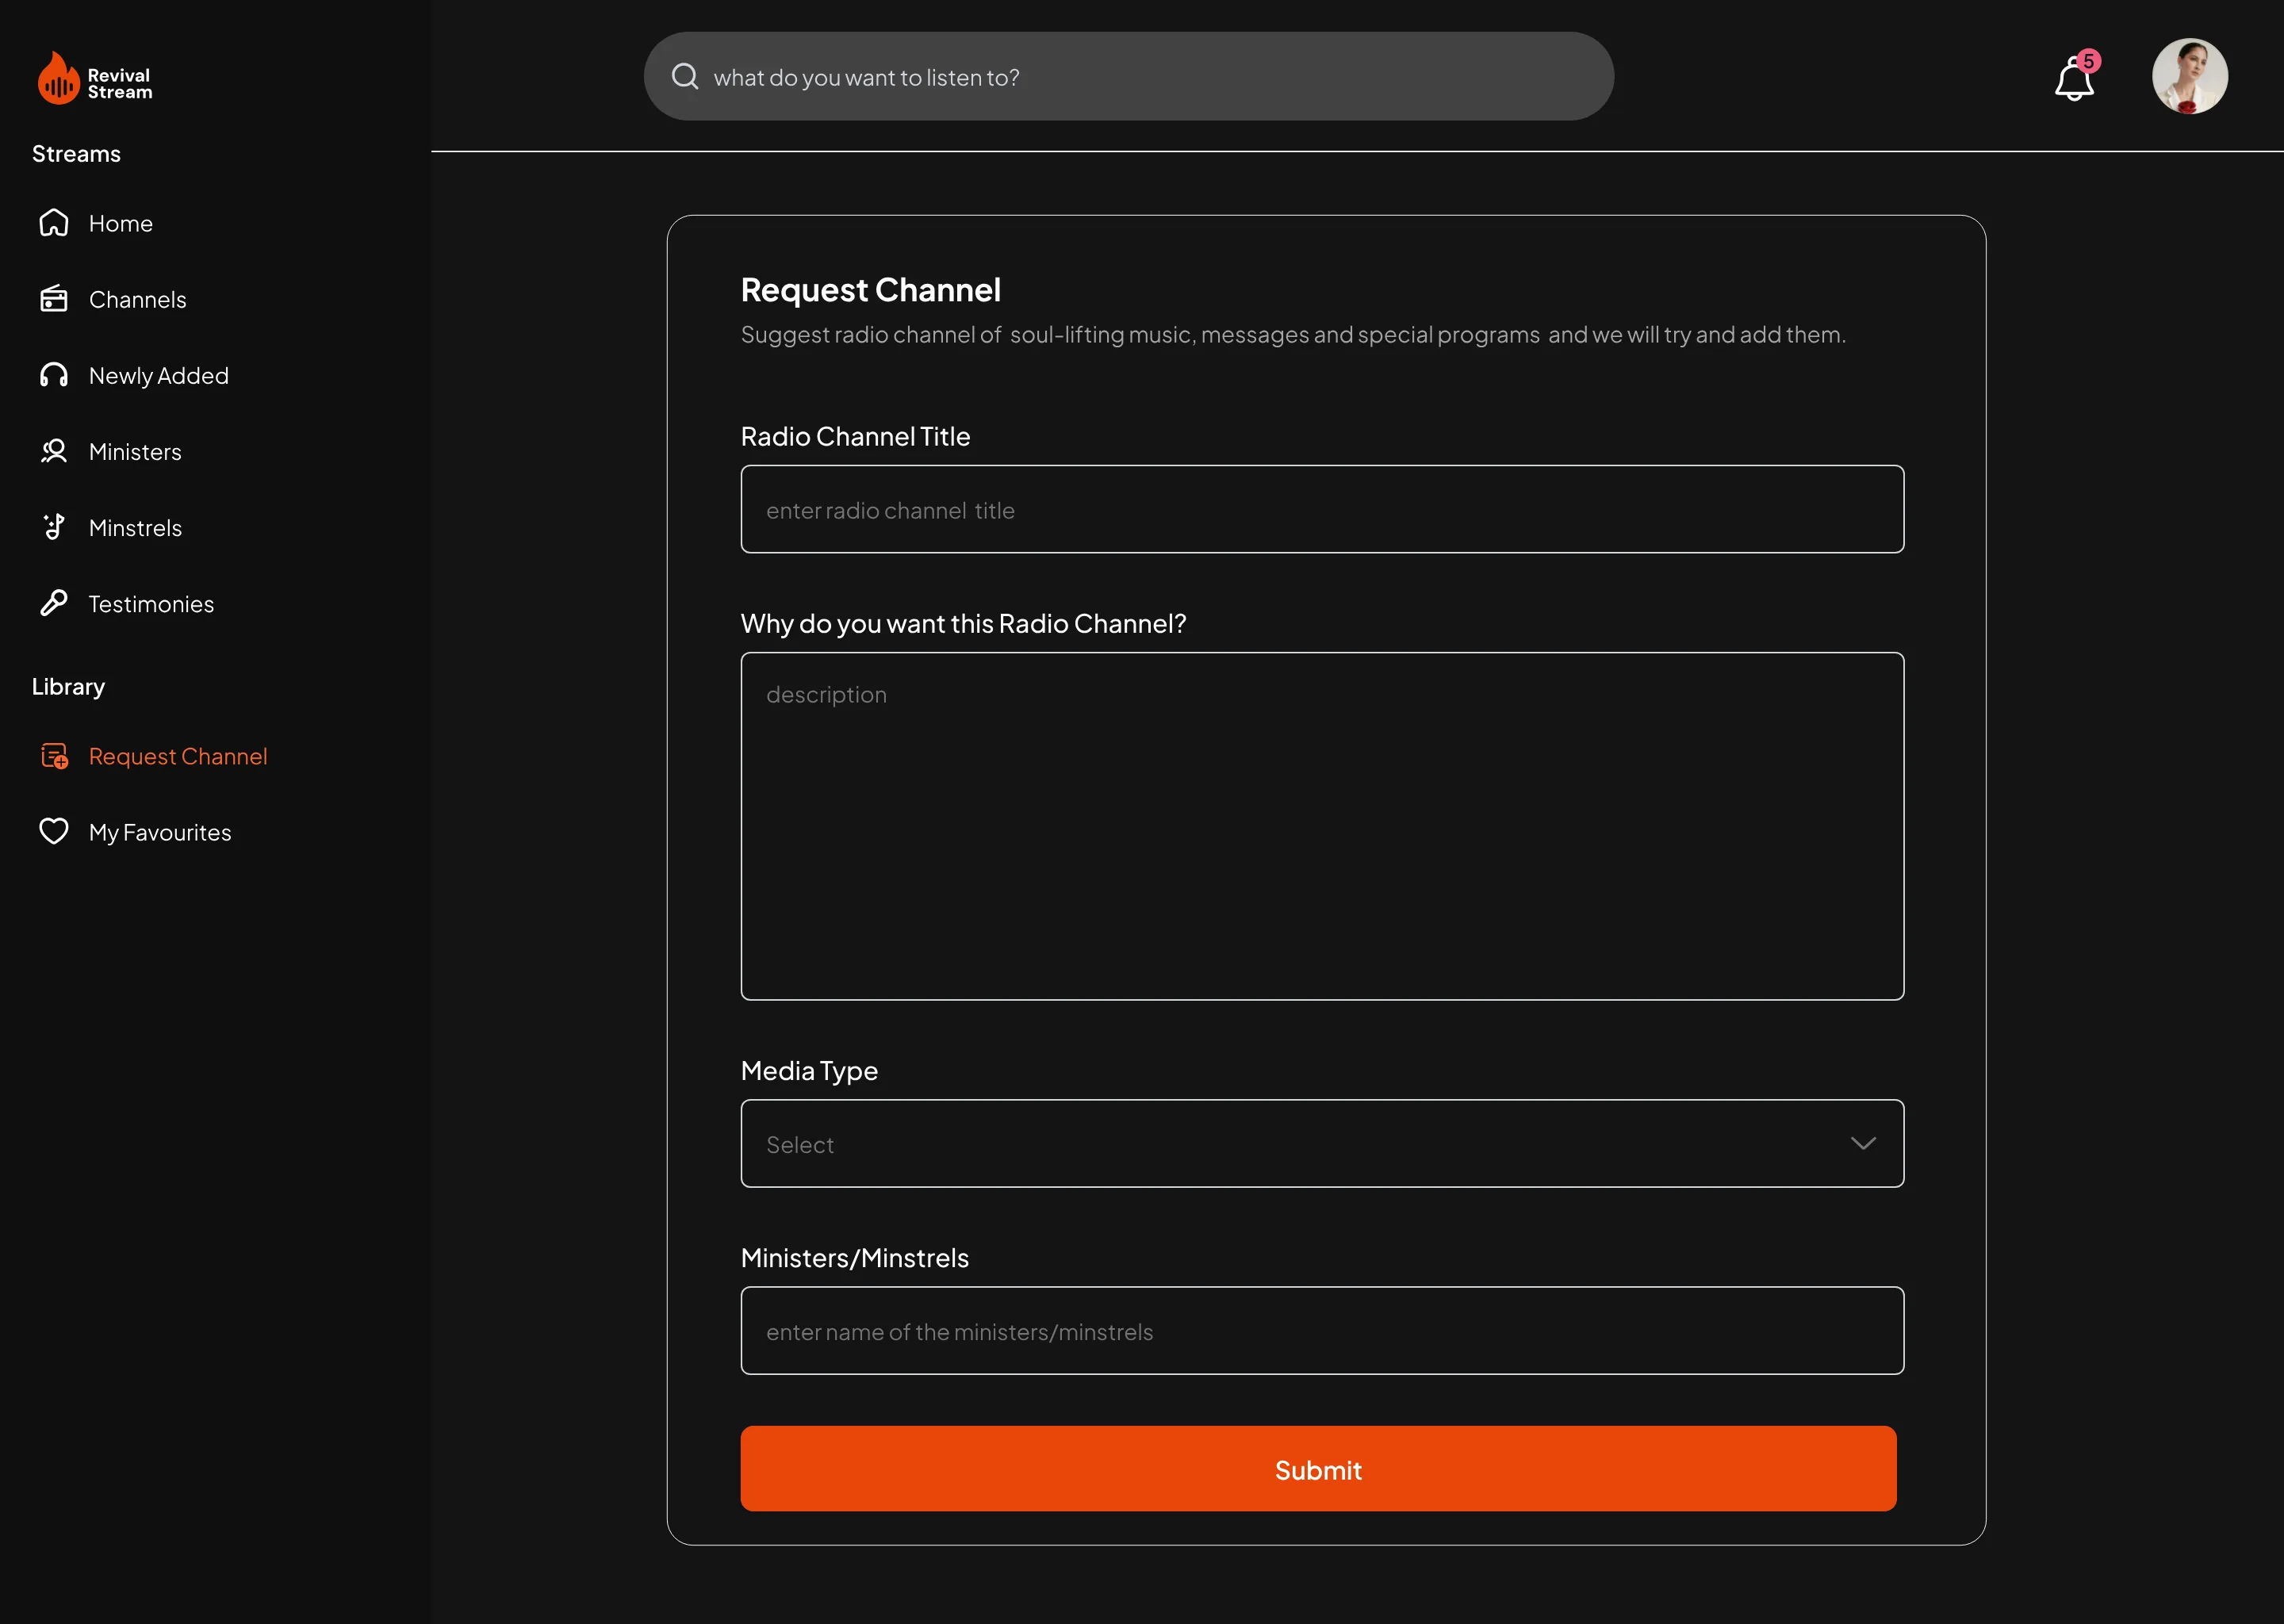 Revival
Stream
what do you want to listen to?
5
Streams
Home
Channels
Newly Added
Ministers
Minstrels
Testimonies
Library
Request Channel
My Favourites
Request Channel
Suggest radio channel of soul-lifting music, messages and special programs and we will try and add them.
Radio Channel Title
enter radio channel title
Why do you want this Radio Channel?
description
Media Type
Select
Ministers/Minstrels
enter name of the ministers/minstrels
Submit